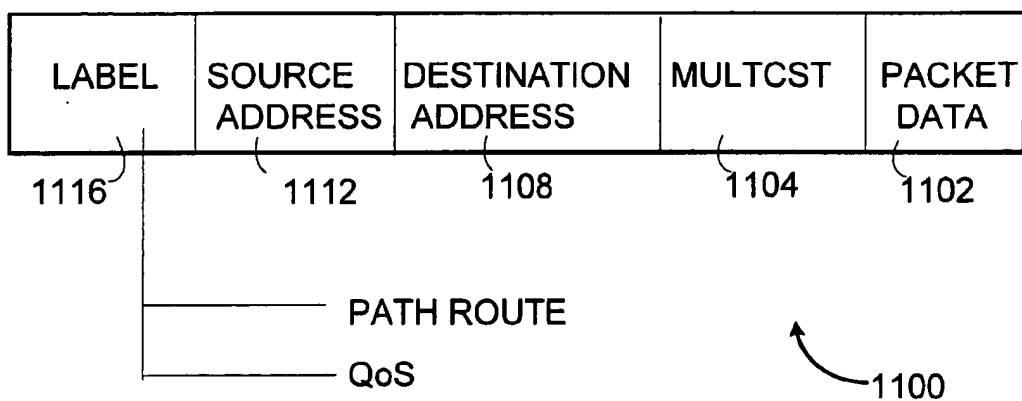 LABEL SOURCE ADDRESS DESTINATION ADDRESS MULTCST PACKET DATA
1116 1112 1108 1104 1102
PATH ROUTE
QoS
1100